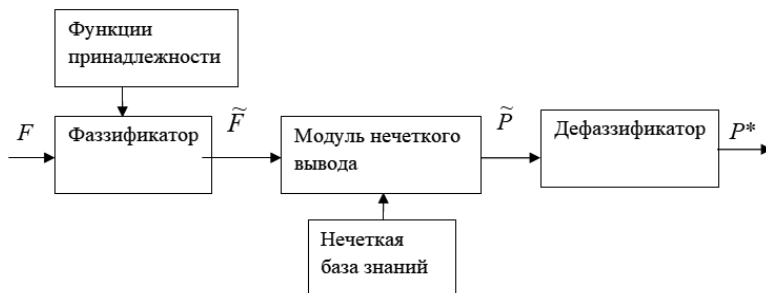 Функции
принадлежности
F
Фаззификатор
F̃
Модуль нечеткого
вывода
P̃
Дефаззификатор
P*
Нечеткая
база знаний